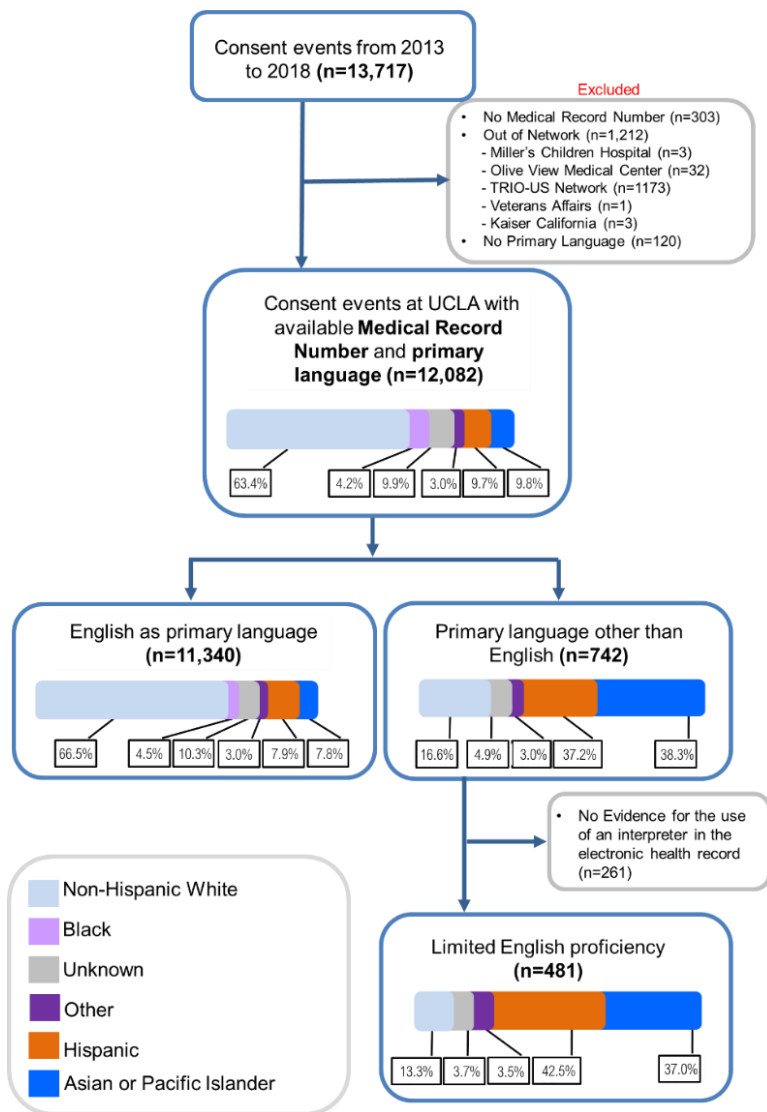 Consent events from 2013
to 2018 (n=13,717)
Excluded
• No Medical Record Number (n=303)
• Out of Network (n=1,212)
- Miller's Children Hospital (n=3)
- Olive View Medical Center (n=32)
- TRIO-US Network (n=1173)
- Veterans Affairs (n=1)
- Kaiser California (n=3)
• No Primary Language (n=120)
Consent events at UCLA with
available Medical Record
Number and primary
language (n=12,082)
63.4% 4.2% 9.9% 3.0% 9.7% 9.8%
English as primary language
(n=11,340)
66.5% 4.5% 10.3% 3.0% 7.9% 7.8%
Primary language other than
English (n=742)
16.6% 4.9% 3.0% 37.2% 38.3%
• No Evidence for the use
of an interpreter in the
electronic health record
(n=261)
Limited English proficiency
(n=481)
13.3% 3.7% 3.5% 42.5% 37.0%
Non-Hispanic White
Black
Unknown
Other
Hispanic
Asian or Pacific Islander